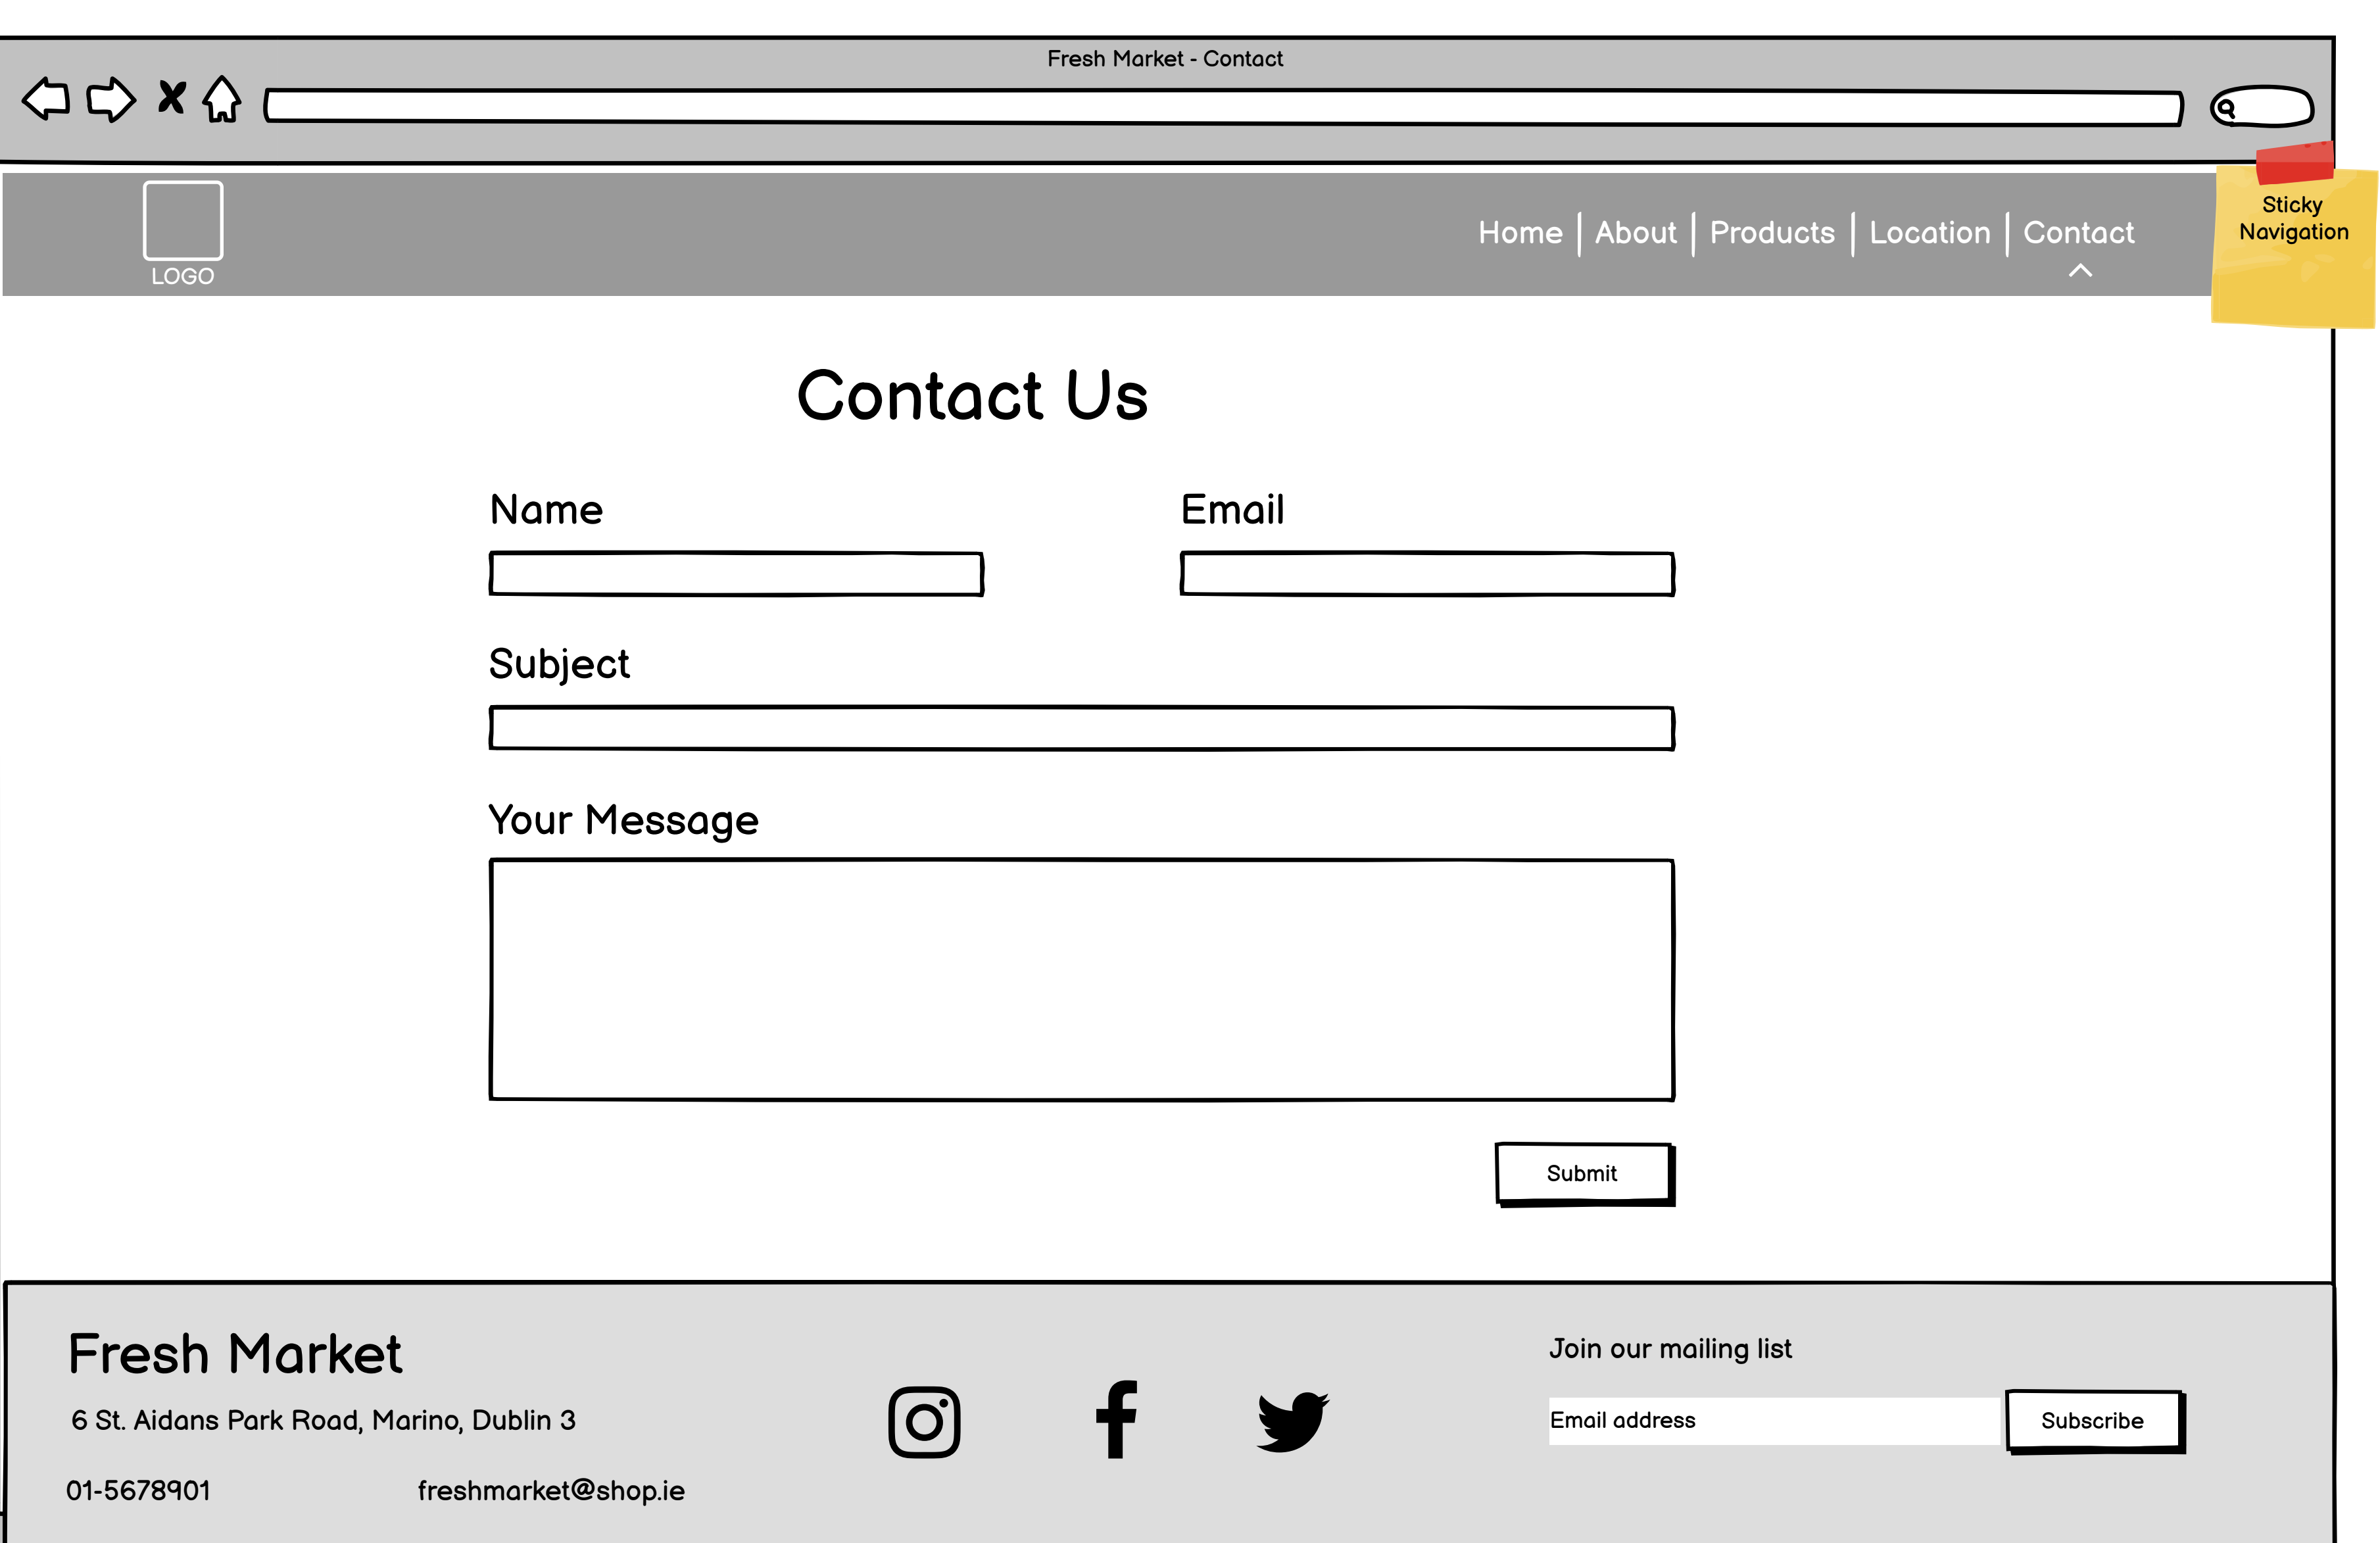 Fresh Market - Contact
Sticky
Navigation
Home About Products Location Contact
LOGO
Contact Us
Name Email
Subject
Your Message
Submit
Fresh Market
Join our mailing list
6 St. Aidans Park Road, Marino, Dublin 3
Email address Subscribe
01-5678901 freshmarket@shop.ie